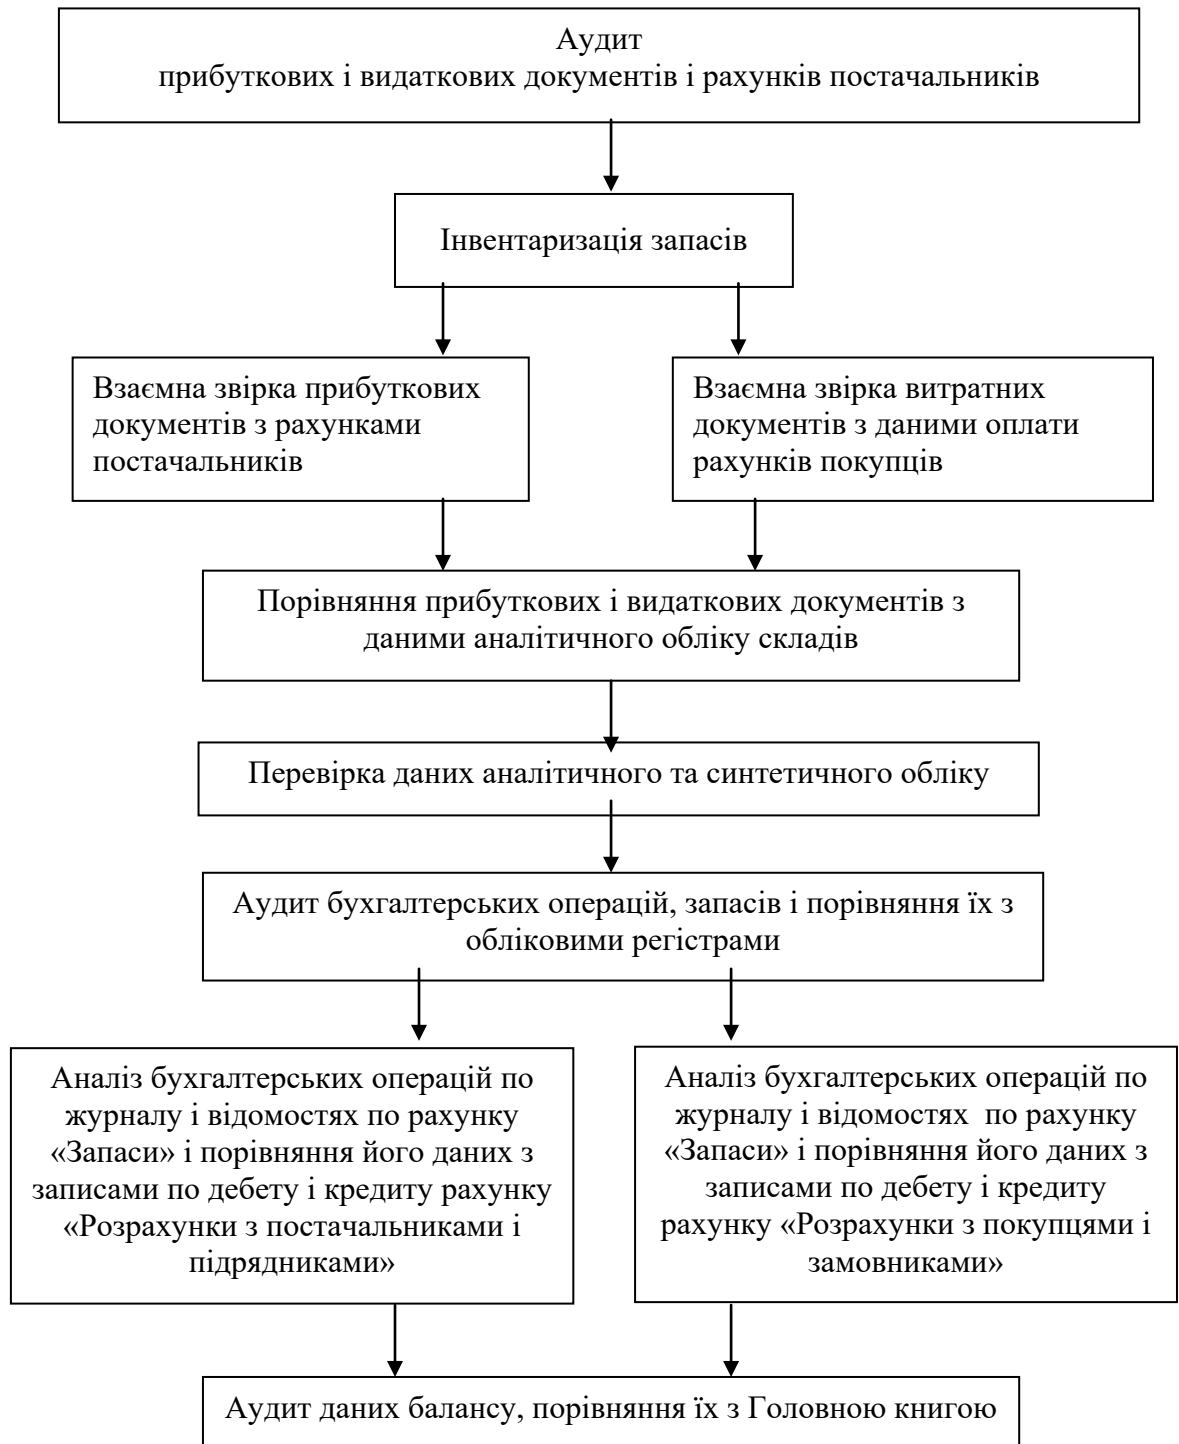 Аудит
прибуткових і видаткових документів і рахунків постачальників
Інвентаризація запасів
Взаємна звірка прибуткових
документів з рахунками
постачальників
Взаємна звірка витратних
документів з даними оплати
рахунків покупців
Порівняння прибуткових і видаткових документів з
даними аналітичного обліку складів
Перевірка даних аналітичного та синтетичного обліку
Аудит бухгалтерських операцій, запасів і порівняння їх з
обліковими регістрами
Аналіз бухгалтерських операцій по
журналу і відомостях по рахунку
«Запаси» і порівняння його даних з
записами по дебету і кредиту рахунку
«Розрахунки з постачальниками і
підрядниками»
Аналіз бухгалтерських операцій по
журналу і відомостях по рахунку
«Запаси» і порівняння його даних з
записами по дебету і кредиту
рахунку «Розрахунки з покупцями і
замовниками»
Аудит даних балансу, порівняння їх з Головною книгою